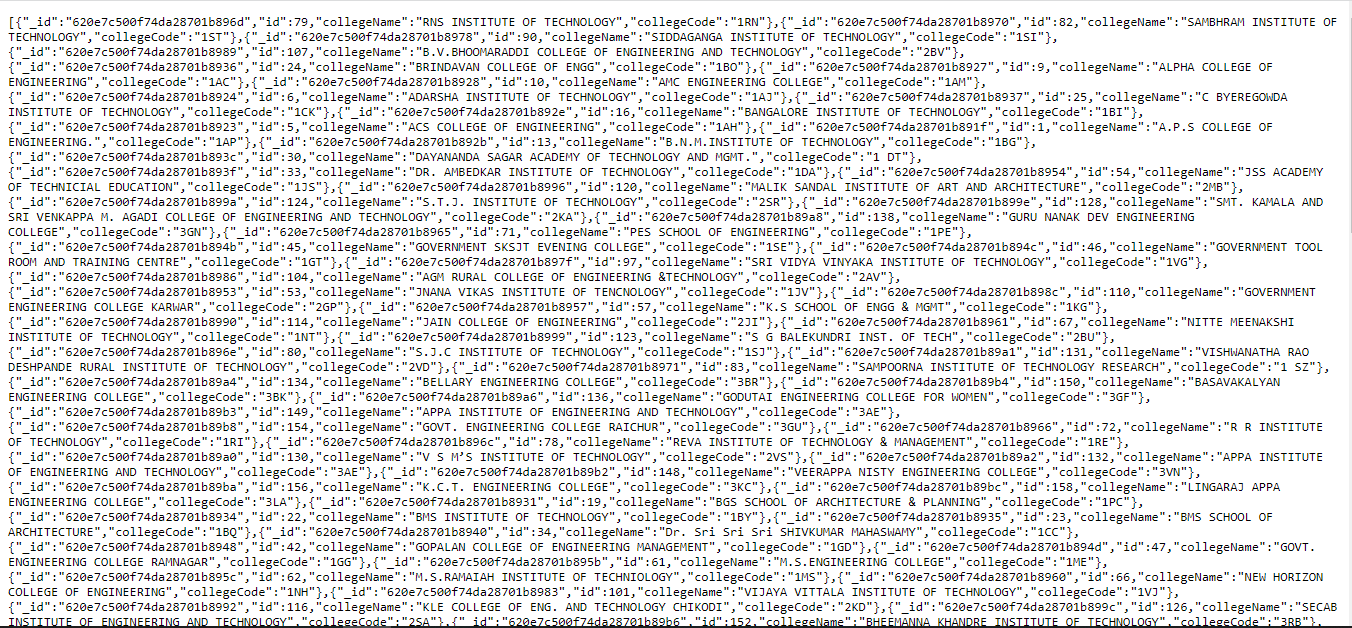 [{"_id":"620e7c500f74da28701b896d","id":79,"collegeName":"RNS INSTITUTE OF TECHNOLOGY","collegeCode":"1RN"},{"_id":"620e7c500f74da28701b8970","id":82,"collegeName":"SAMBHRAM INSTITUTE OF
TECHNOLOGY","collegeCode":"1ST"},{"_id":"620e7c500f74da28701b8978","id":90,"collegeName":"SIDDAGANGA INSTITUTE OF TECHNOLOGY","collegeCode":"1SI"},
{"_id":"620e7c500f74da28701b8989","id":107,"collegeName":"B.V.BHOOMARADDI COLLEGE OF ENGINEERING AND TECHNOLOGY","collegeCode":"2BV"},
{"_id":"620e7c500f74da28701b8936","id":24,"collegeName":"BRINDAVAN COLLEGE OF ENGG","collegeCode":"1BO"},{"_id":"620e7c500f74da28701b8927","id":9,"collegeName":"ALPHA COLLEGE OF
ENGINEERING","collegeCode":"1AC"},{"_id":"620e7c500f74da28701b8928","id":10,"collegeName":"AMC ENGINEERING COLLEGE","collegeCode":"1AM"},
{"_id":"620e7c500f74da28701b8924","id":6,"collegeName":"ADARSHA INSTITUTE OF TECHNOLOGY","collegeCode":"1AJ"},{"_id":"620e7c500f74da28701b8937","id":25,"collegeName":"C BYEREGOWDA
INSTITUTE OF TECHNOLOGY","collegeCode":"1CK"},{"_id":"620e7c500f74da28701b892e","id":16,"collegeName":"BANGALORE INSTITUTE OF TECHNOLOGY","collegeCode":"1BI"},
{"_id":"620e7c500f74da28701b8923","id":5,"collegeName":"ACS COLLEGE OF ENGINEERING","collegeCode":"1AH"},{"_id":"620e7c500f74da28701b891f","id":1,"collegeName":"A.P.S COLLEGE OF
ENGINEERING.","collegeCode":"1AP"},{"_id":"620e7c500f74da28701b892b","id":13,"collegeName":"B.N.M.INSTITUTE OF TECHNOLOGY","collegeCode":"1BG"},
{"_id":"620e7c500f74da28701b893c","id":30,"collegeName":"DAYANANDA SAGAR ACADEMY OF TECHNOLOGY AND MGMT.","collegeCode":"1 DT"},
{"_id":"620e7c500f74da28701b893f","id":33,"collegeName":"DR. AMBEDKAR INSTITUTE OF TECHNOLOGY","collegeCode":"1DA"},{"_id":"620e7c500f74da28701b8954","id":54,"collegeName":"JSS ACADEMY
OF TECHNICIAL EDUCATION","collegeCode":"1JS"},{"_id":"620e7c500f74da28701b8996","id":120,"collegeName":"MALIK SANDAL INSTITUTE OF ART AND ARCHITECTURE","collegeCode":"2MB"},
{"_id":"620e7c500f74da28701b899a","id":124,"collegeName":"S.T.J. INSTITUTE OF TECHNOLOGY","collegeCode":"2SR"},{"_id":"620e7c500f74da28701b899e","id":128,"collegeName":"SMT. KAMALA AND
SRI VENKAPPA M. AGADI COLLEGE OF ENGINEERING AND TECHNOLOGY","collegeCode":"2KA"},{"_id":"620e7c500f74da28701b89a8","id":138,"collegeName":"GURU NANAK DEV ENGINEERING
COLLEGE","collegeCode":"3GN"},{"_id":"620e7c500f74da28701b8965","id":71,"collegeName":"PES SCHOOL OF ENGINEERING","collegeCode":"1PE"},
{"_id":"620e7c500f74da28701b894b","id":45,"collegeName":"GOVERNMENT SKSJT EVENING COLLEGE","collegeCode":"1SE"},{"_id":"620e7c500f74da28701b894c","id":46,"collegeName":"GOVERNMENT TOOL
ROOM AND TRAINING CENTRE","collegeCode":"1GT"},{"_id":"620e7c500f74da28701b897f","id":97,"collegeName":"SRI VIDYA VINYAKA INSTITUTE OF TECHNOLOGY","collegeCode":"1VG"},
{"_id":"620e7c500f74da28701b8986","id":104,"collegeName":"AGM RURAL COLLEGE OF ENGINEERING &TECHNOLOGY","collegeCode":"2AV"},
{"_id":"620e7c500f74da28701b8953","id":53,"collegeName":"JNANA VIKAS INSTITUTE OF TENCNOLOGY","collegeCode":"1JV"},{"_id":"620e7c500f74da28701b898c","id":110,"collegeName":"GOVERNMENT
ENGINEERING COLLEGE KARWAR","collegeCode":"2GP"},{"_id":"620e7c500f74da28701b8957","id":57,"collegeName":"K.S SCHOOL OF ENGG & MGMT","collegeCode":"1KG"},
{"_id":"620e7c500f74da28701b8990","id":114,"collegeName":"JAIN COLLEGE OF ENGINEERING","collegeCode":"2JI"},{"_id":"620e7c500f74da28701b8961","id":67,"collegeName":"NITTE MEENAKSHI
INSTITUTE OF TECHNOLOGY","collegeCode":"1NT"},{"_id":"620e7c500f74da28701b8999","id":123,"collegeName":"S G BALEKUNDRI INST. OF TECH","collegeCode":"2BU"},
{"_id":"620e7c500f74da28701b896e","id":80,"collegeName":"S.J.C INSTITUTE OF TECHNOLOGY","collegeCode":"1SJ"},{"_id":"620e7c500f74da28701b89a1","id":131,"collegeName":"VISHWANATHA RAO
DESHPANDE RURAL INSTITUTE OF TECHNOLOGY","collegeCode":"2VD"},{"_id":"620e7c500f74da28701b8971","id":83,"collegeName":"SAMPOORNA INSTITUTE OF TECHNOLOGY RESEARCH","collegeCode":"1 SZ"},
{"_id":"620e7c500f74da28701b89a4","id":134,"collegeName":"BELLARY ENGINEERING COLLEGE","collegeCode":"3BR"},{"_id":"620e7c500f74da28701b89b4","id":150,"collegeName":"BASAVAKALYAN
ENGINEERING COLLEGE","collegeCode":"3BK"},{"_id":"620e7c500f74da28701b89a6","id":136,"collegeName":"GODUTAI ENGINEERING COLLEGE FOR WOMEN","collegeCode":"3GF"},
{"_id":"620e7c500f74da28701b89b3","id":149,"collegeName":"APPA INSTITUTE OF ENGINEERING AND TECHNOLOGY","collegeCode":"3AE"},
{"_id":"620e7c500f74da28701b89b8","id":154,"collegeName":"GOVT. ENGINEERING COLLEGE RAICHUR","collegeCode":"3GU"},{"_id":"620e7c500f74da28701b8966","id":72,"collegeName":"R R INSTITUTE
OF TECHNOLOGY","collegeCode":"1RI"},{"_id":"620e7c500f74da28701b896c","id":78,"collegeName":"REVA INSTITUTE OF TECHNOLOGY & MANAGEMENT","collegeCode":"1RE"},
{"_id":"620e7c500f74da28701b89a0","id":130,"collegeName":"V S M’S INSTITUTE OF TECHNOLOGY","collegeCode":"2VS"},{"_id":"620e7c500f74da28701b89a2","id":132,"collegeName":"APPA INSTITUTE
OF ENGINEERING AND TECHNOLOGY","collegeCode":"3AE"},{"_id":"620e7c500f74da28701b89b2","id":148,"collegeName":"VEERAPPA NISTY ENGINEERING COLLEGE","collegeCode":"3VN"},
{"_id":"620e7c500f74da28701b89ba","id":156,"collegeName":"K.C.T. ENGINEERING COLLEGE","collegeCode":"3KC"},{"_id":"620e7c500f74da28701b89bc","id":158,"collegeName":"LINGARAJ APPA
ENGINEERING COLLEGE","collegeCode":"3LA"},{"_id":"620e7c500f74da28701b8931","id":19,"collegeName":"BGS SCHOOL OF ARCHITECTURE & PLANNING","collegeCode":"1PC"},
{"_id":"620e7c500f74da28701b8934","id":22,"collegeName":"BMS INSTITUTE OF TECHNOLOGY","collegeCode":"1BY"},{"_id":"620e7c500f74da28701b8935","id":23,"collegeName":"BMS SCHOOL OF
ARCHITECTURE","collegeCode":"1BQ"},{"_id":"620e7c500f74da28701b8940","id":34,"collegeName":"Dr. Sri Sri Sri SHIVKUMAR MAHASWAMY","collegeCode":"1CC"},
{"_id":"620e7c500f74da28701b8948","id":42,"collegeName":"GOPALAN COLLEGE OF ENGINEERING MANAGEMENT","collegeCode":"1GD"},{"_id":"620e7c500f74da28701b894d","id":47,"collegeName":"GOVT.
ENGINEERING COLLEGE RAMNAGAR","collegeCode":"1GG"},{"_id":"620e7c500f74da28701b895b","id":61,"collegeName":"M.S.ENGINEERING COLLEGE","collegeCode":"1ME"},
{"_id":"620e7c500f74da28701b895c","id":62,"collegeName":"M.S.RAMAIAH INSTITUTE OF TECHNIOLOGY","collegeCode":"1MS"},{"_id":"620e7c500f74da28701b8960","id":66,"collegeName":"NEW HORIZON
COLLEGE OF ENGINEERING","collegeCode":"1NH"},{"_id":"620e7c500f74da28701b8983","id":101,"collegeName":"VIJAYA VITTALA INSTITUTE OF TECHNOLOGY","collegeCode":"1VJ"},
{"_id":"620e7c500f74da28701b8992","id":116,"collegeName":"KLE COLLEGE OF ENG. AND TECHNOLOGY CHIKODI","collegeCode":"2KD"},{"_id":"620e7c500f74da28701b899c","id":126,"collegeName":"SECAB
INSTITUTE OF ENGINEERING AND TECHNOLOGY","collegeCode":"2SA"},{"_id":"620e7c500f74da28701b89b6","id":152,"collegeName":"BHEEMANNA KHANDRE INSTITUTE OF TECHNOLOGY","collegeCode":"3RB"},